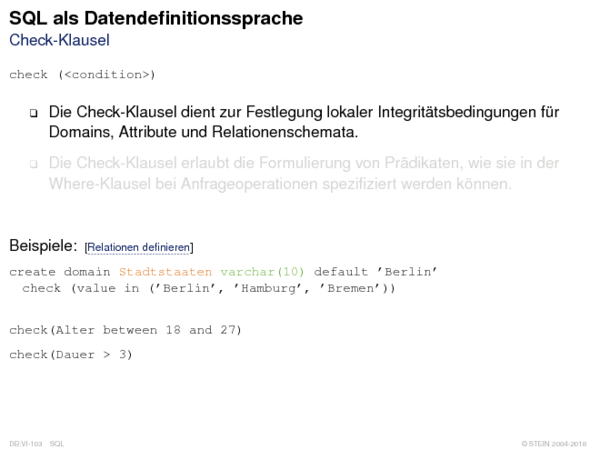 SQL als Datendefinitionssprache
Check-Klausel
check (<condition>)
❑ Die Check-Klausel dient zur Festlegung lokaler Integritätsbedingungen für
Domains, Attribute und Relationenschemata.
❑ Die Check-Klausel erlaubt die Formulierung von Prädikaten, wie sie in der
Where-Klausel bei Anfrageoperationen spezifiziert werden können.
Beispiele: [Relationen definieren]
create domain Stadtstaaten varchar(10) default ’Berlin’
check (value in (’Berlin’, ’Hamburg’, ’Bremen’))
check(Alter between 18 and 27)
check(Dauer > 3)
DB:VI-103 SQL © STEIN 2004-2018